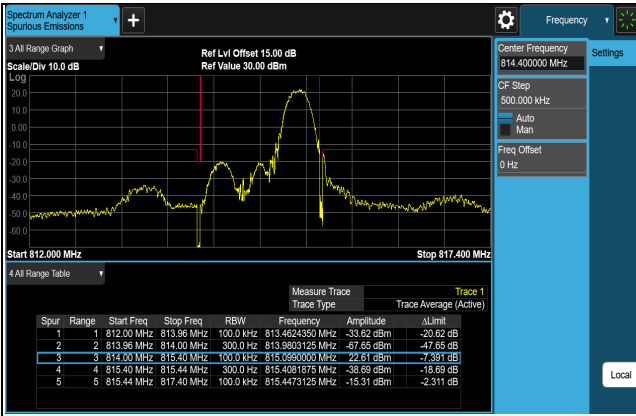 Spectrum Analyzer 1
Spurious Emissions
+
Frequency
3 All Range Graph
Ref Lvl Offset 15.00 dB
Scale/Div 10.0 dB
Ref Value 30.00 dBm
Log
20.0
10.0
0.00
-10.0
-20.0
-30.0
-40.0
-50.0
-60.0
Start 812.000 MHz
Stop 817.400 MHz
Center Frequency
814.400000 MHz
Settings
CF Step
500.000 kHz
Auto
Man
Freq Offset
0 Hz
4 All Range Table
Measure Trace Trace 1
Trace Type Trace Average (Active)
Spur Range Start Freq Stop Freq RBW Frequency Amplitude ΔLimit
1 1 812.00 MHz 813.96 MHz 100.0 kHz 813.4624350 MHz -33.62 dBm -20.62 dB
2 2 813.96 MHz 814.00 MHz 300.0 Hz 813.9803125 MHz -67.65 dBm -47.65 dB
3 3 814.00 MHz 815.40 MHz 100.0 kHz 815.0990000 MHz 22.61 dBm -7.391 dB
4 4 815.40 MHz 815.44 MHz 300.0 Hz 815.4081875 MHz -38.69 dBm -18.69 dB
5 5 815.44 MHz 817.40 MHz 100.0 kHz 815.4473125 MHz -15.31 dBm -2.311 dB
Local